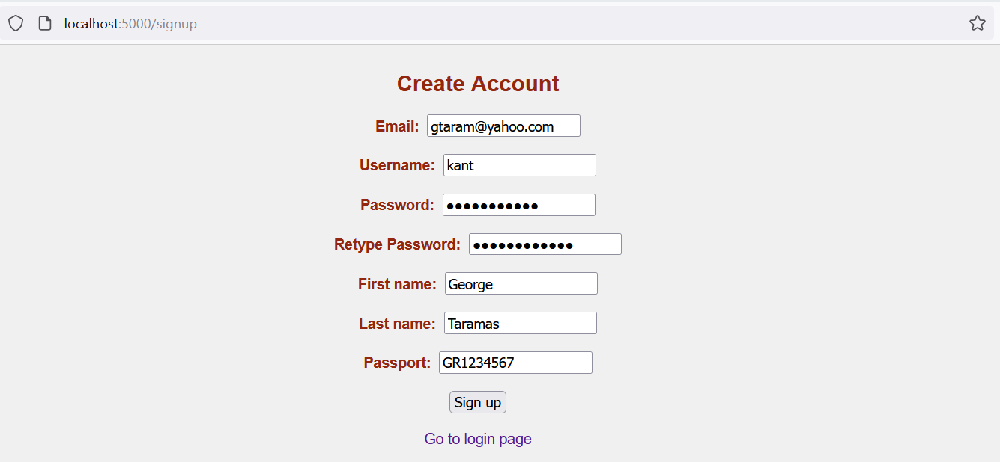 localhost:5000/signup
Create Account
Email: gtaram@yahoo.com
Username: kant
Password: ●●●●●●●●●●●
Retype Password: ●●●●●●●●●●●●
First name: George
Last name: Taramas
Passport: GR1234567
Sign up
Go to login page